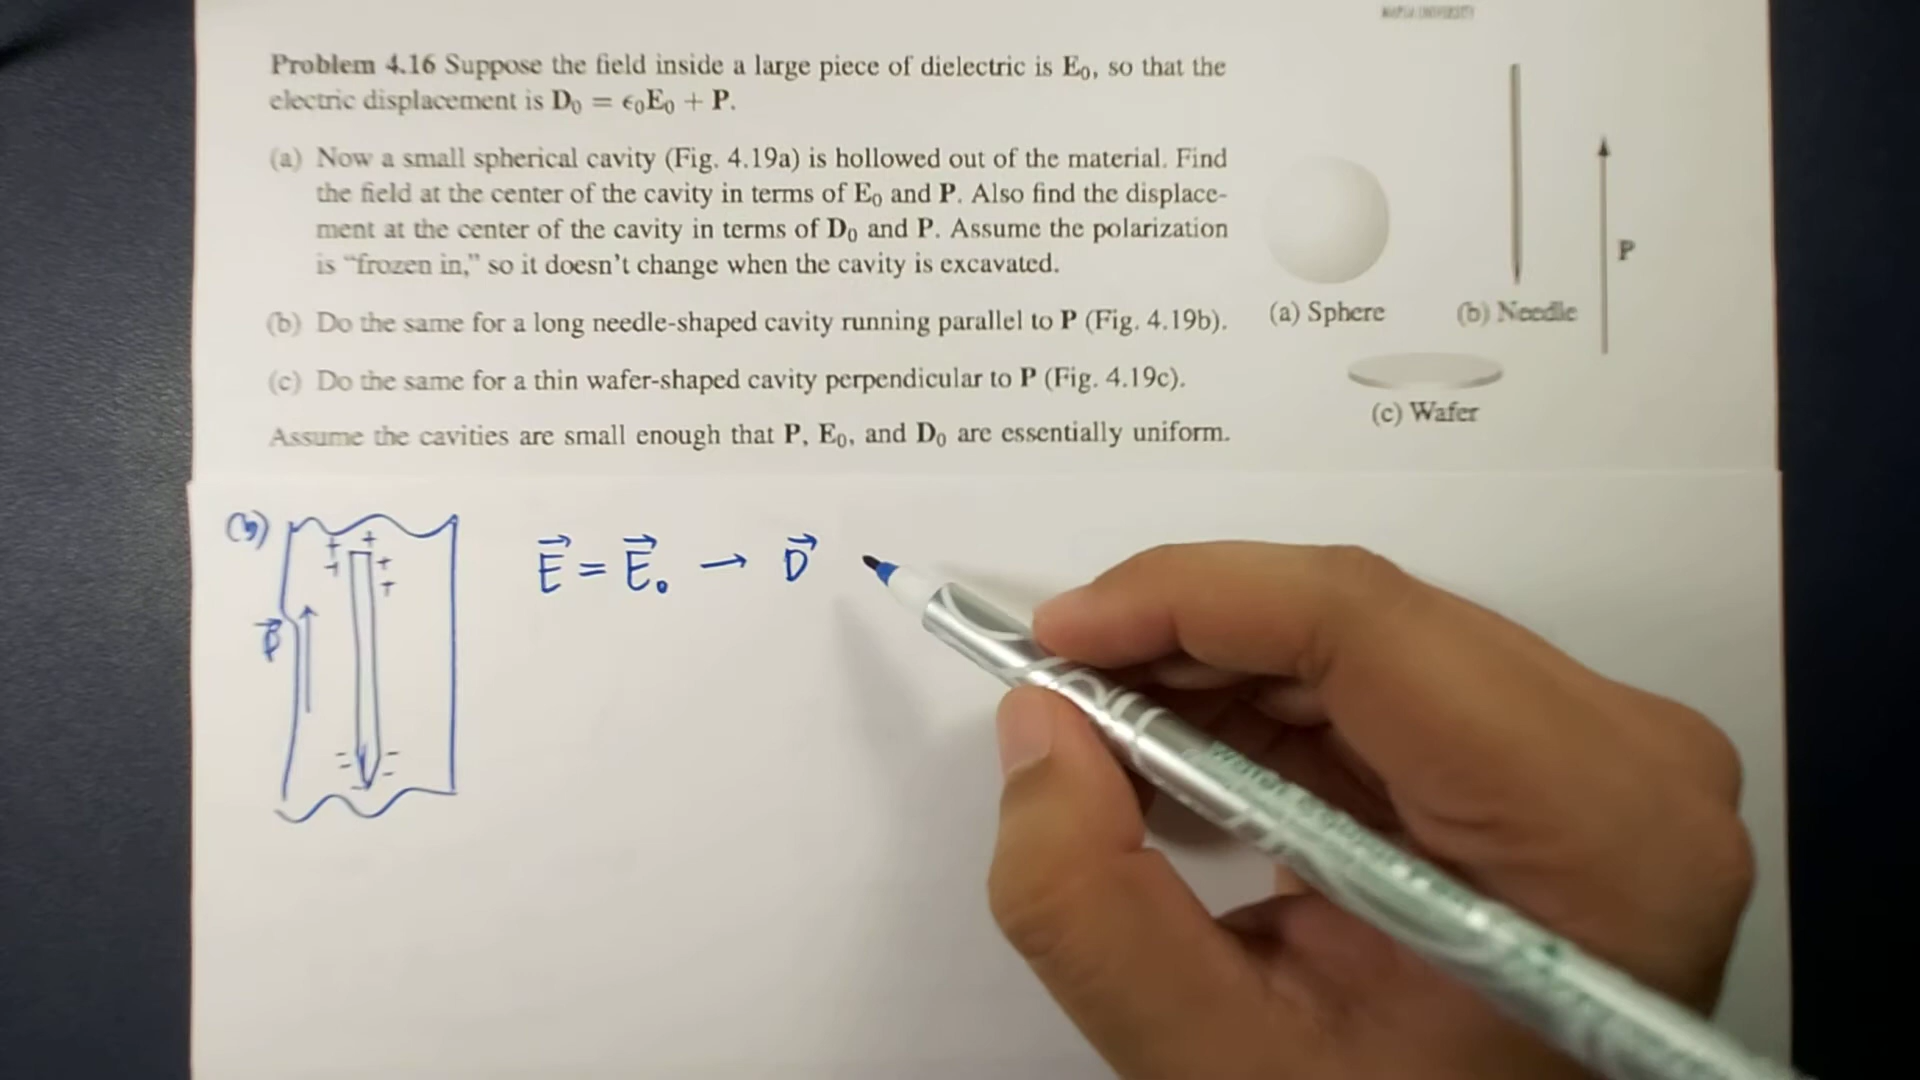 Problem 4.16 Suppose the field inside a large piece of dielectric is E₀, so that the
electric displacement is D₀ = ϵ₀E₀ + P.
(a) Now a small spherical cavity (Fig. 4.19a) is hollowed out of the material. Find
the field at the center of the cavity in terms of E₀ and P. Also find the displace-
ment at the center of the cavity in terms of D₀ and P. Assume the polarization
is “frozen in,” so it doesn’t change when the cavity is excavated.
(b) Do the same for a long needle-shaped cavity running parallel to P (Fig. 4.19b).
(c) Do the same for a thin wafer-shaped cavity perpendicular to P (Fig. 4.19c).
Assume the cavities are small enough that P, E₀, and D₀ are essentially uniform.
P
(a) Sphere (b) Needle
(c) Wafer
(b)
+ + + + + +
P⃗
E⃗ = E⃗₀ → D⃗